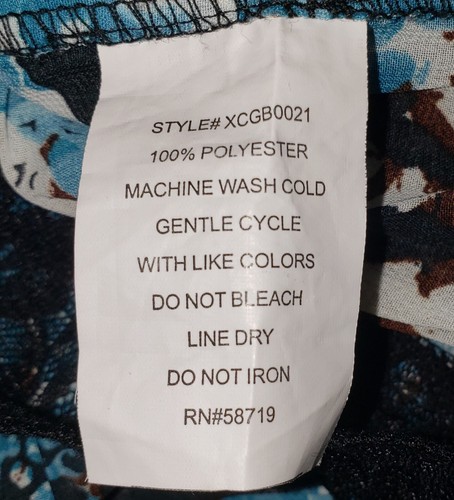 STYLE# XCGB0021
100% POLYESTER
MACHINE WASH COLD
GENTLE CYCLE
WITH LIKE COLORS
DO NOT BLEACH
LINE DRY
DO NOT IRON
RN#58719